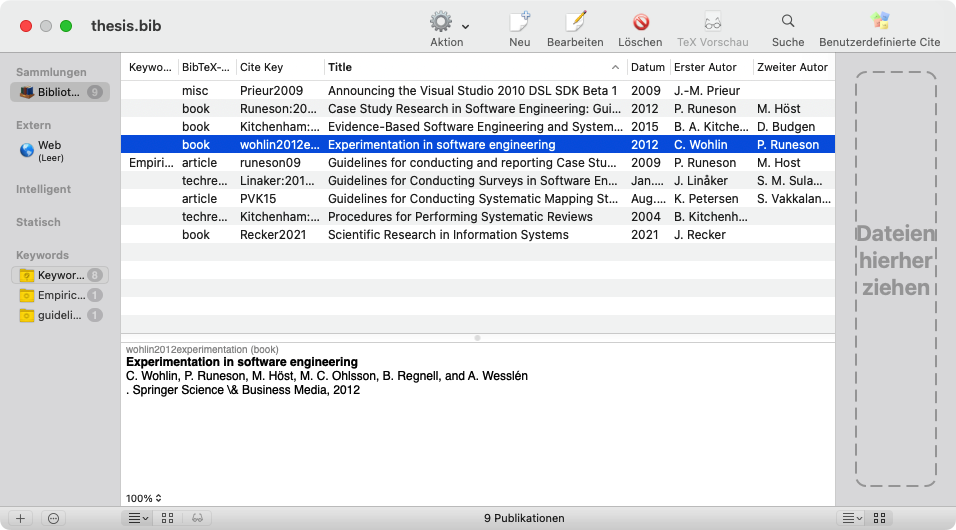 thesis.bib
Aktion Neu Bearbeiten Löschen TeX Vorschau Suche Benutzerdefinierte Cite
Sammlungen
Bibliot... 9
Extern
Web
(Leer)
Intelligent
Statisch
Keywords
Keywor... 8
Empiric... 1
guideli... 1
Keywo... BibTeX-... Cite Key Title Datum Erster Autor Zweiter Autor
misc Prieur2009 Announcing the Visual Studio 2010 DSL SDK Beta 1 2009 J.-M. Prieur
book Runeson:20... Case Study Research in Software Engineering: Gui... 2012 P. Runeson M. Höst
book Kitchenham:... Evidence-Based Software Engineering and System... 2015 B. A. Kitche... D. Budgen
book wohlin2012e... Experimentation in software engineering 2012 C. Wohlin P. Runeson
Empiri... article runeson09 Guidelines for conducting and reporting Case Stu... 2009 P. Runeson M. Host
techre... Linaker:201... Guidelines for Conducting Surveys in Software En... Jan.... J. Linåker S. M. Sula...
article PVK15 Guidelines for Conducting Systematic Mapping St... Aug.... K. Petersen S. Vakkalan...
techre... Kitchenham:... Procedures for Performing Systematic Reviews 2004 B. Kitchenh...
book Recker2021 Scientific Research in Information Systems 2021 J. Recker
wohlin2012experimentation (book)
Experimentation in software engineering
C. Wohlin, P. Runeson, M. Höst, M. C. Ohlsson, B. Regnell, and A. Wesslén
. Springer Science \& Business Media, 2012
100%
9 Publikationen
Dateien
hierher
ziehen